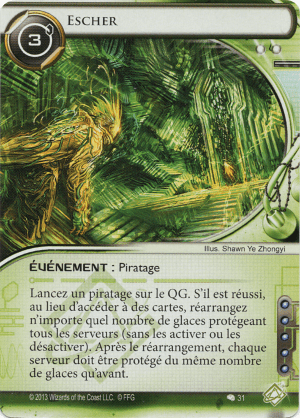 Escher
3
Illus. Shawn Ye Zhongyi
ÉVÉNEMENT : Piratage
Lancez un piratage sur le QG. S'il est réussi,
au lieu d'accéder à des cartes, réarrangez
n'importe quel nombre de glaces protégeant
tous les serveurs (sans les activer ou les
désactiver). Après le réarrangement, chaque
serveur doit être protégé du même nombre
de glaces qu'avant.
© 2013 Wizards of the Coast LLC. © FFG
31